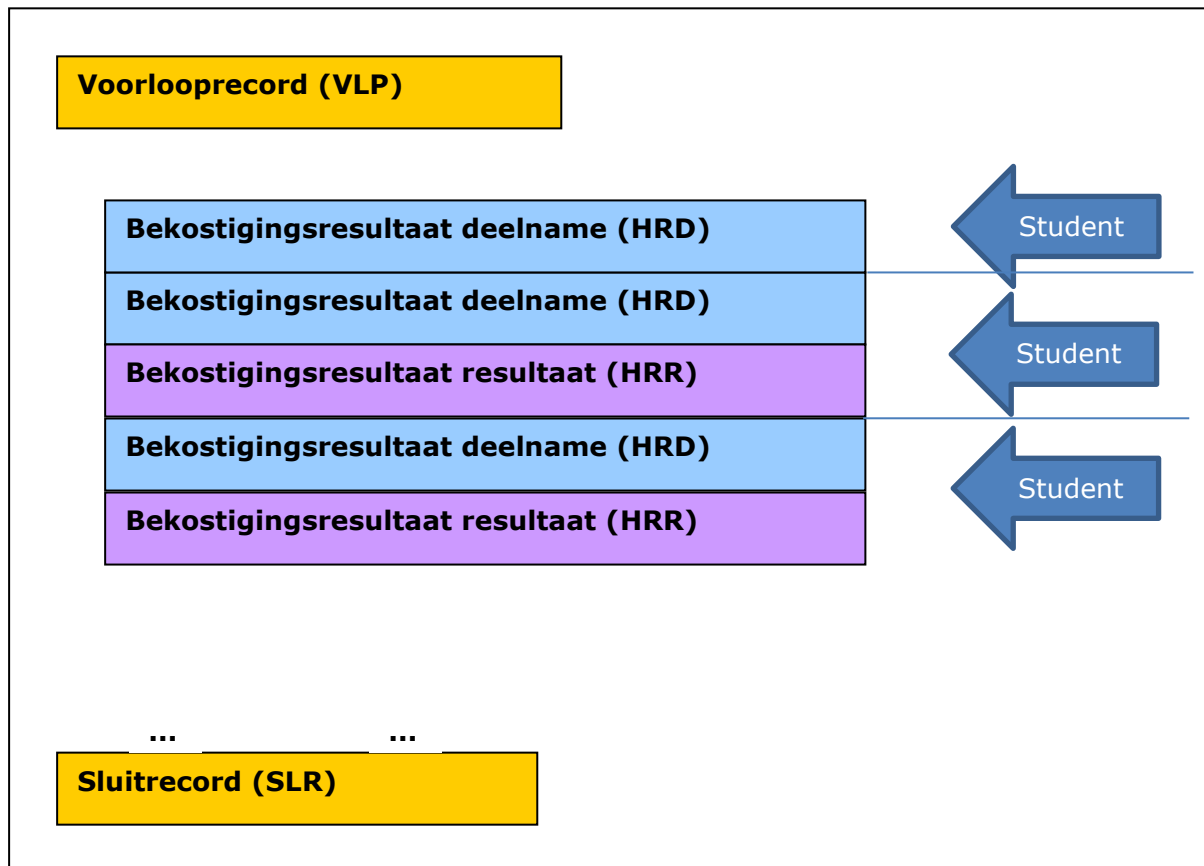 Voorlooprecord (VLP)
Bekostigingsresultaat deelname (HRD)
Student
Bekostigingsresultaat deelname (HRD)
Student
Bekostigingsresultaat resultaat (HRR)
Bekostigingsresultaat deelname (HRD)
Student
Bekostigingsresultaat resultaat (HRR)
... ...
Sluitrecord (SLR)